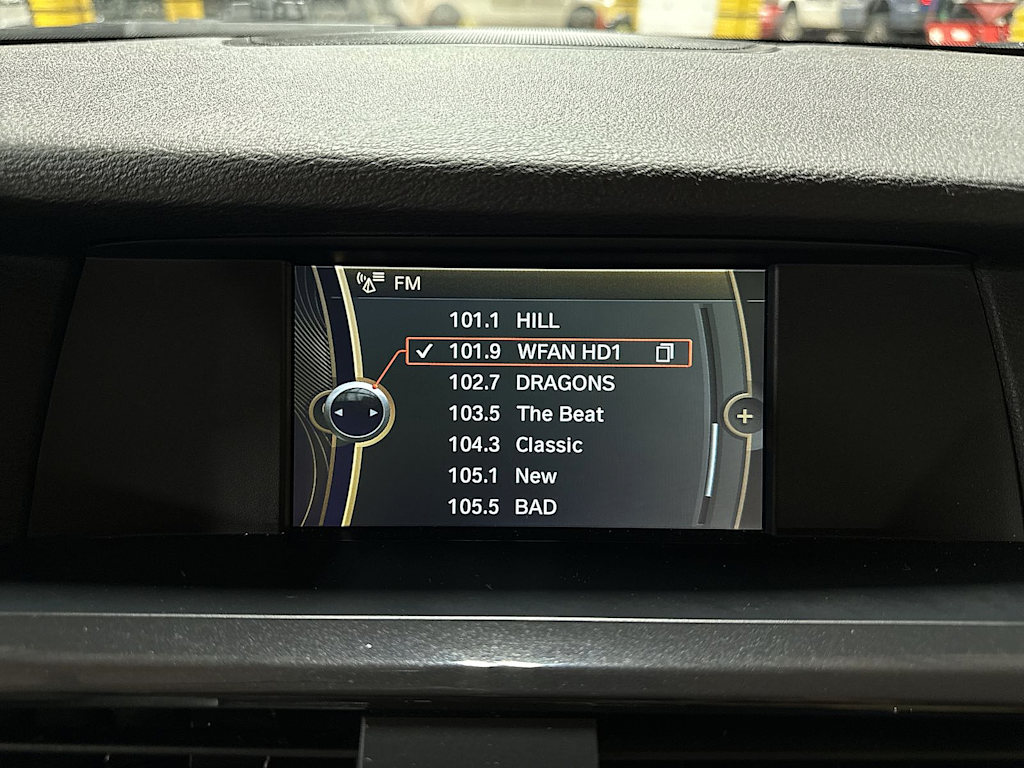 FM
101.1 HILL
✓ 101.9 WFAN HD1
102.7 DRAGONS
103.5 The Beat
104.3 Classic
105.1 New
105.5 BAD
+